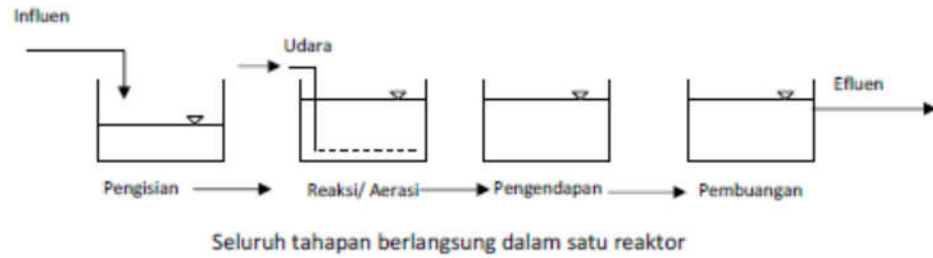 Influen
Udara
Efluen
Pengisian
Reaksi/ Aerasi
Pengendapan
Pembuangan
Seluruh tahapan berlangsung dalam satu reaktor